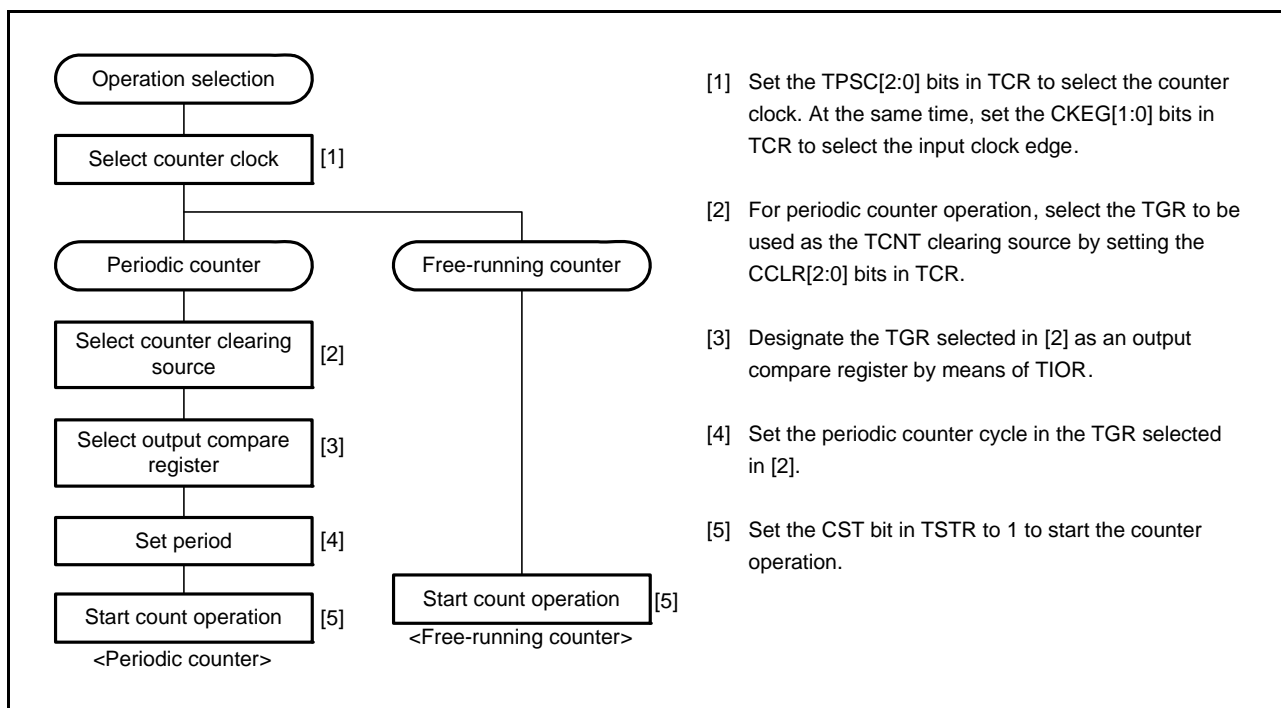 Operation selection
Select counter clock
[1]
Periodic counter
Free-running counter
Select counter clearing
source
[2]
Select output compare
register
[3]
Set period
[4]
Start count operation
[5]
<Periodic counter>
Start count operation
[5]
<Free-running counter>
[1] Set the TPSC[2:0] bits in TCR to select the counter
clock. At the same time, set the CKEG[1:0] bits in
TCR to select the input clock edge.
[2] For periodic counter operation, select the TGR to be
used as the TCNT clearing source by setting the
CCLR[2:0] bits in TCR.
[3] Designate the TGR selected in [2] as an output
compare register by means of TIOR.
[4] Set the periodic counter cycle in the TGR selected
in [2].
[5] Set the CST bit in TSTR to 1 to start the counter
operation.